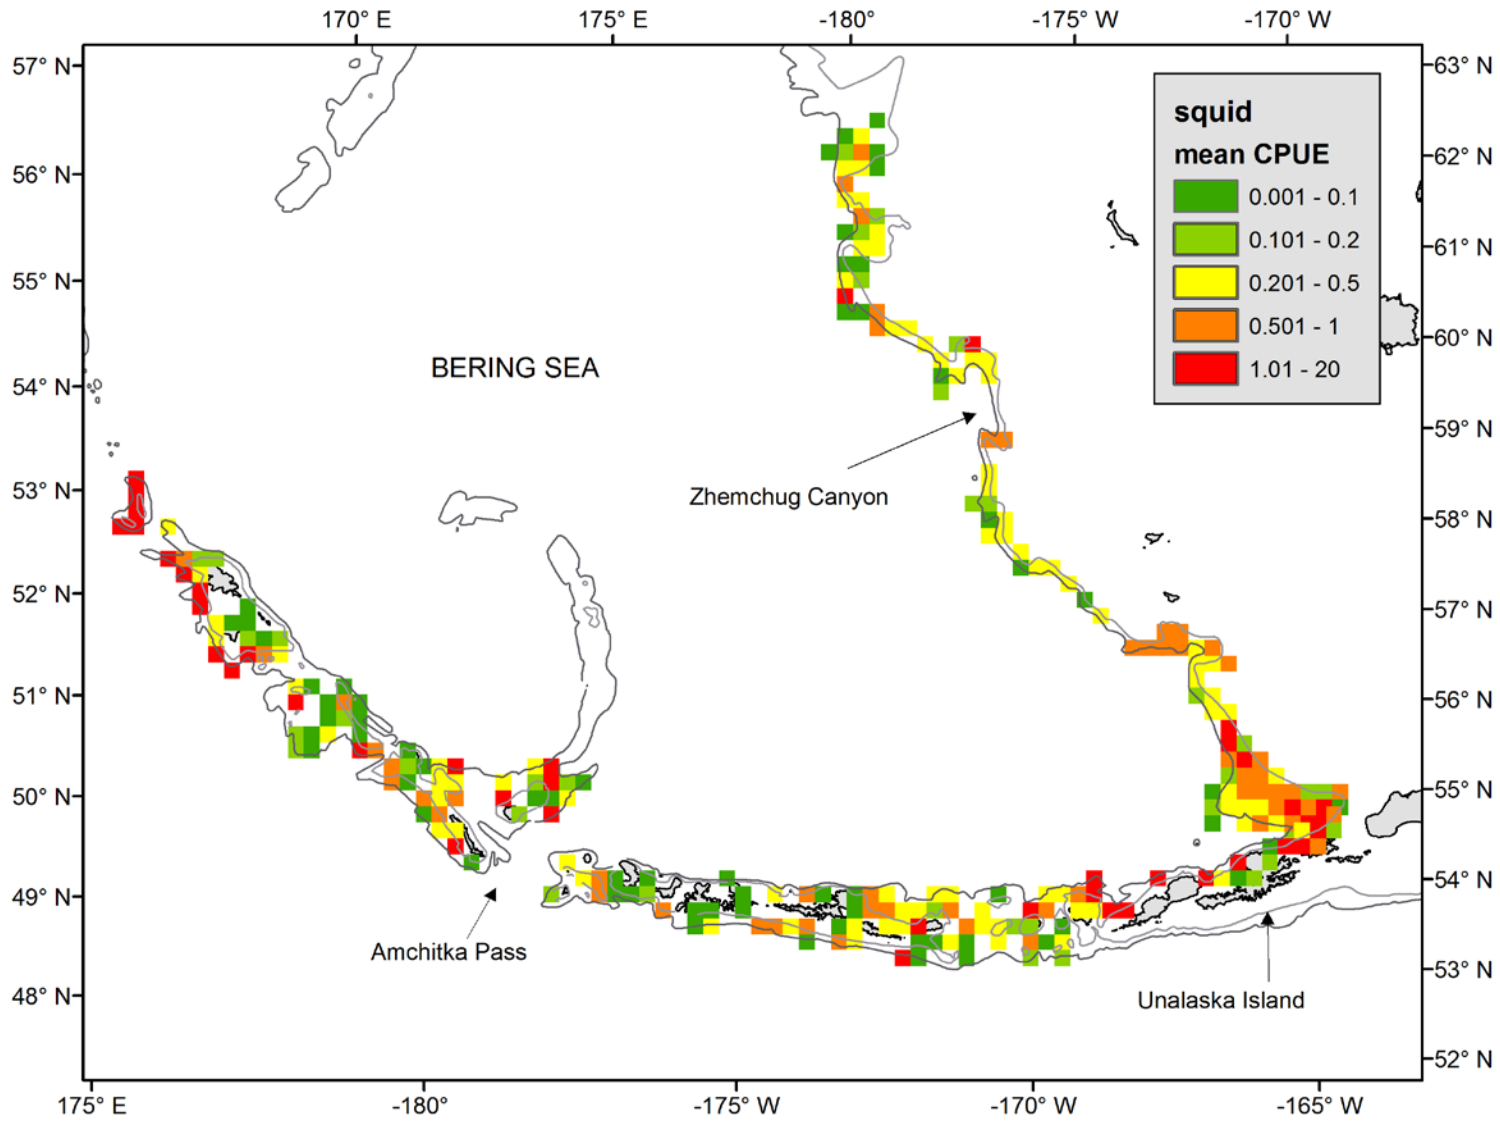 170° E
175° E
-180°
-175° W
-170° W
57° N
56° N
55° N
54° N
53° N
52° N
51° N
50° N
49° N
48° N
63° N
62° N
61° N
60° N
59° N
58° N
57° N
56° N
55° N
54° N
53° N
52° N
squid
mean CPUE
0.001 - 0.1
0.101 - 0.2
0.201 - 0.5
0.501 - 1
1.01 - 20
BERING SEA
Zhemchug Canyon
Amchitka Pass
Unalaska Island
175° E
-180°
-175° W
-170° W
-165° W